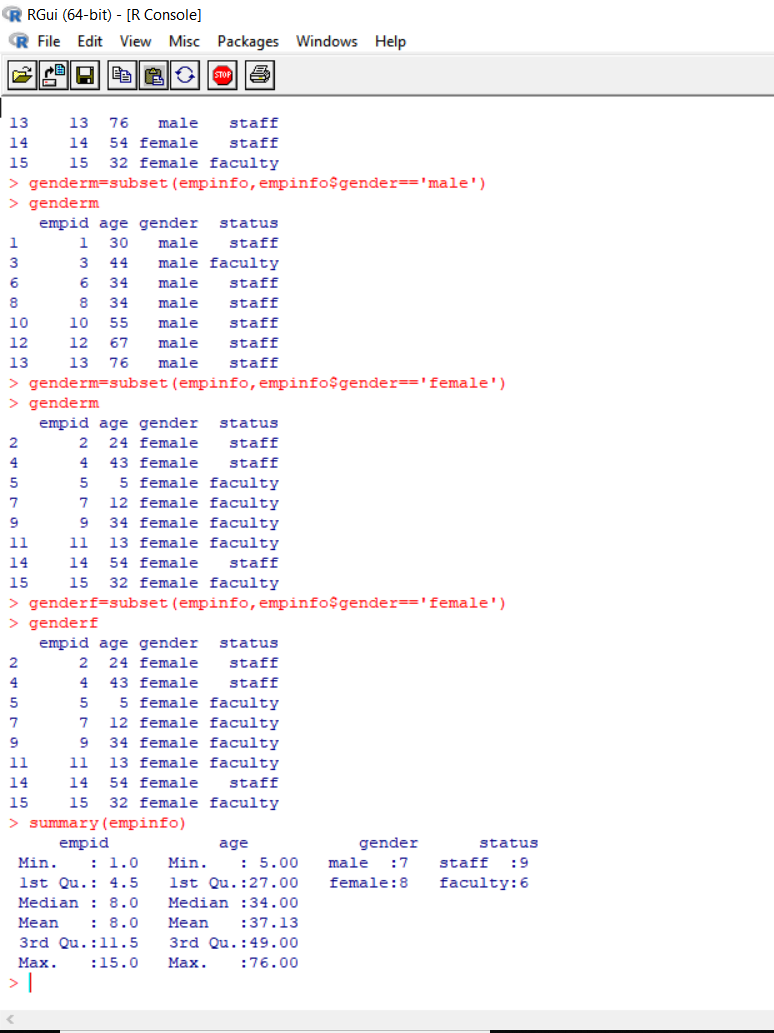 RGui (64-bit) - [R Console]
File Edit View Misc Packages Windows Help
STOP
13 13 76 male staff
14 14 54 female staff
15 15 32 female faculty
> genderm=subset(empinfo,empinfo$gender=='male')
> genderm
empid age gender status
1 1 30 male staff
3 3 44 male faculty
6 6 34 male staff
8 8 34 male staff
10 10 55 male staff
12 12 67 male staff
13 13 76 male staff
> genderm=subset(empinfo,empinfo$gender=='female')
> genderm
empid age gender status
2 2 24 female staff
4 4 43 female staff
5 5 5 female faculty
7 7 12 female faculty
9 9 34 female faculty
11 11 13 female faculty
14 14 54 female staff
15 15 32 female faculty
> genderf=subset(empinfo,empinfo$gender=='female')
> genderf
empid age gender status
2 2 24 female staff
4 4 43 female staff
5 5 5 female faculty
7 7 12 female faculty
9 9 34 female faculty
11 11 13 female faculty
14 14 54 female staff
15 15 32 female faculty
> summary(empinfo)
empid age gender status
Min. : 1.0 Min. : 5.00 male :7 staff :9
1st Qu.: 4.5 1st Qu.:27.00 female:8 faculty:6
Median : 8.0 Median :34.00
Mean : 8.0 Mean :37.13
3rd Qu.:11.5 3rd Qu.:49.00
Max. :15.0 Max. :76.00
>